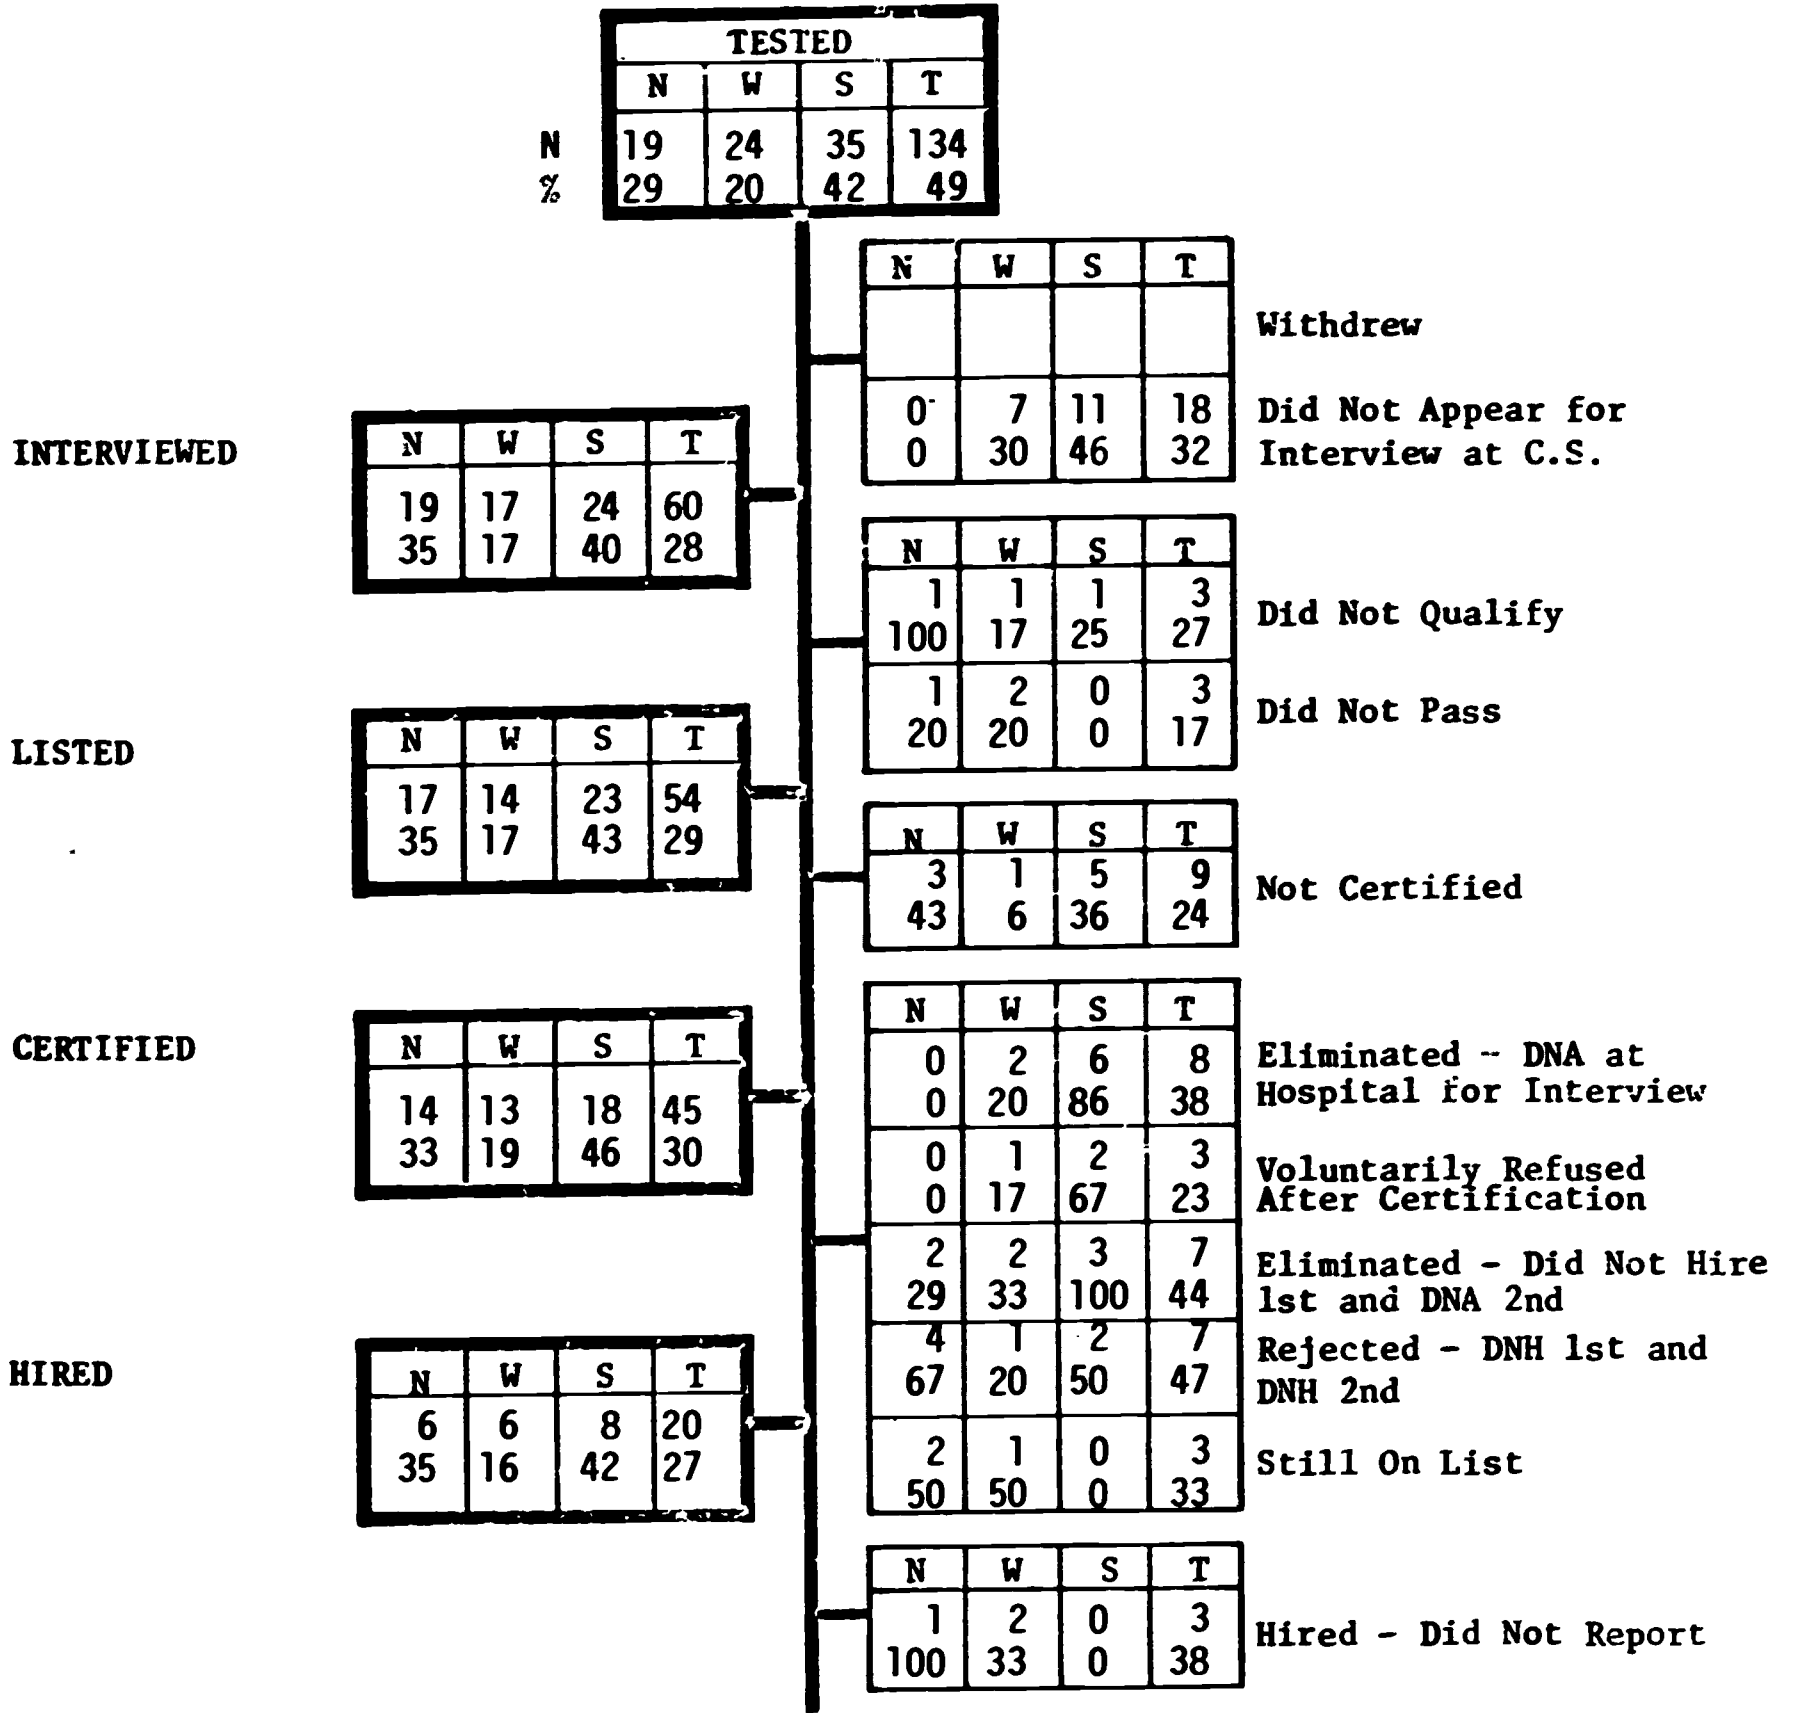 TESTED
N W S T
N 19 24 35 134
% 29 20 42 49
N W S T
Withdrew
0 7 11 18 Did Not Appear for
0 30 46 32 Interview at C.S.
INTERVIEWED
N W S T
19 17 24 60
35 17 40 28
N W S T
1 1 1 3
100 17 25 27
Did Not Qualify
1 2 0 3
20 20 0 17
Did Not Pass
LISTED
N W S T
17 14 23 54
35 17 43 29
N W S T
3 1 5 9
43 6 36 24
Not Certified
CERTIFIED
N W S T
14 13 18 45
33 19 46 30
N W S T
0 2 6 8 Eliminated - DNA at
0 20 86 38 Hospital for Interview
0 1 2 3 Voluntarily Refused
0 17 67 23 After Certification
2 2 3 7 Eliminated - Did Not Hire
29 33 100 44 1st and DNA 2nd
4 1 2 7 Rejected - DNH 1st and
67 20 50 47 DNH 2nd
2 1 0 3
50 50 0 33
Still On List
HIRED
N W S T
6 6 8 20
35 16 42 27
N W S T
1 2 0 3
100 33 0 38
Hired - Did Not Report